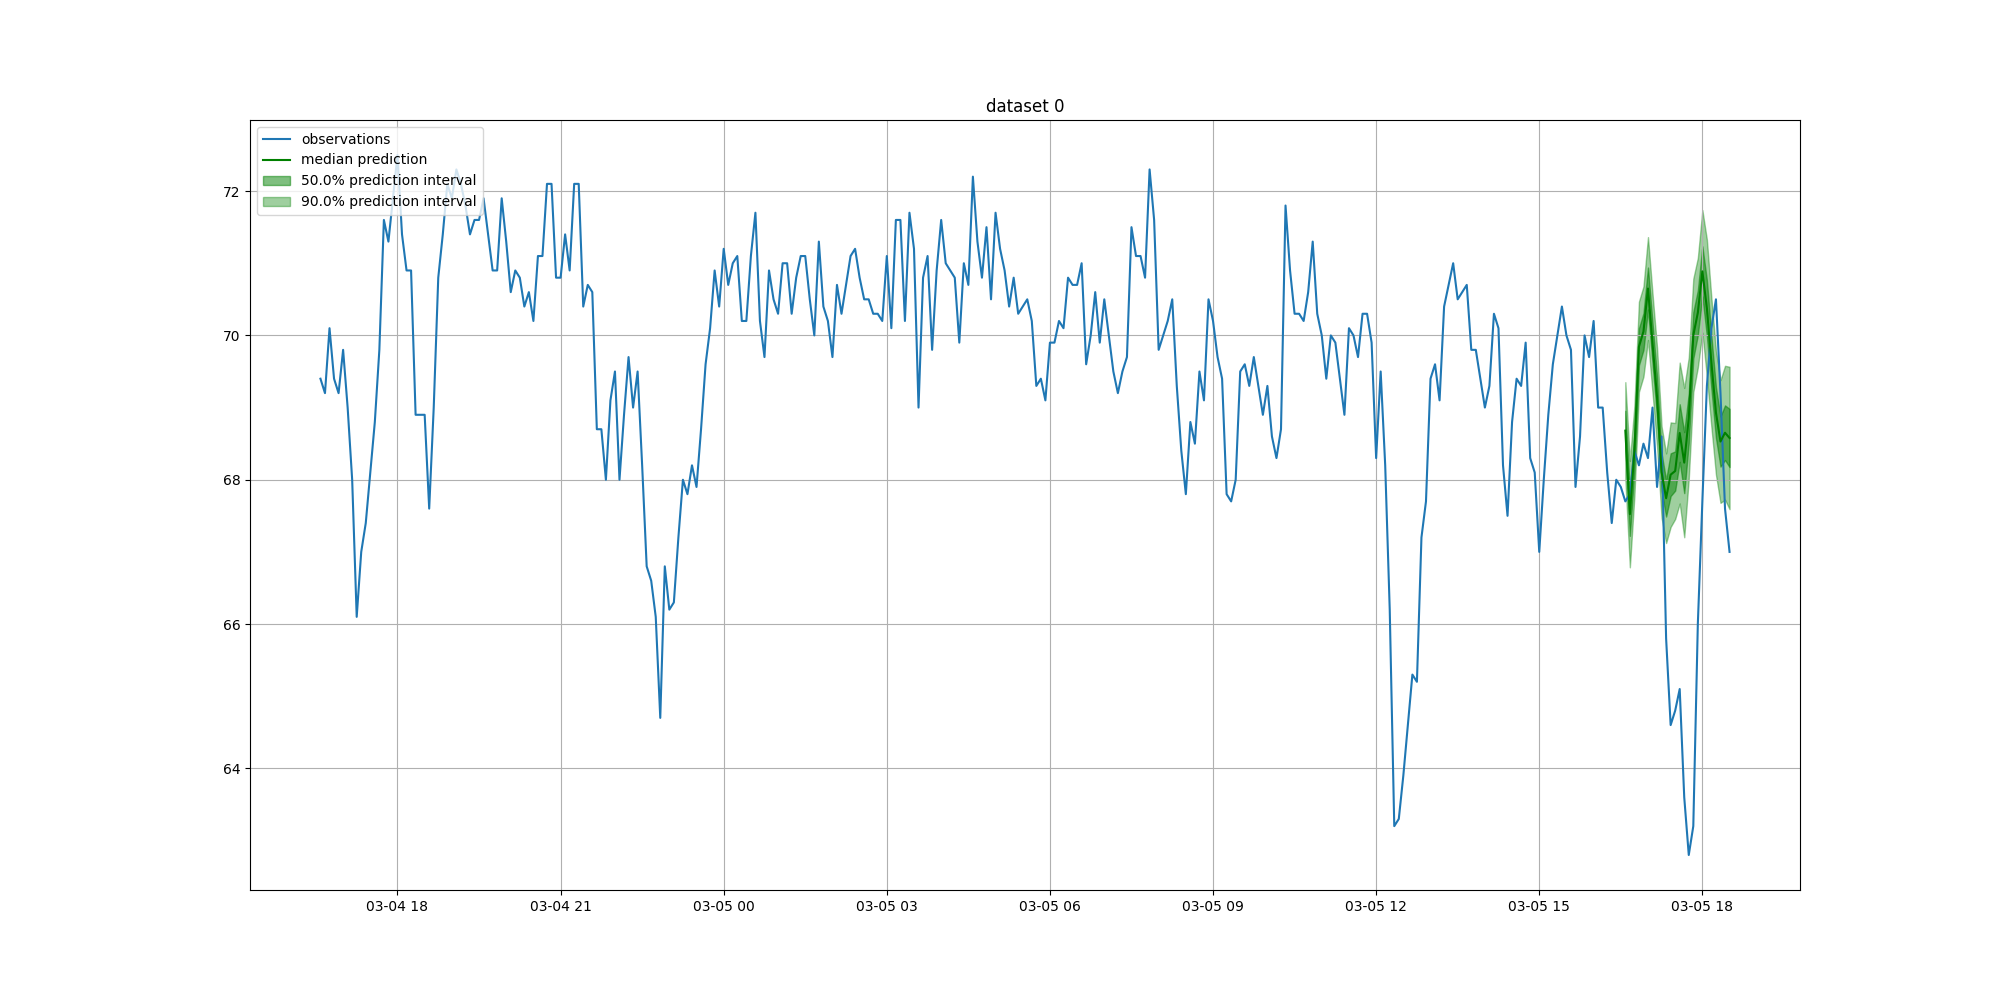 dataset 0
observations
median prediction
50.0% prediction interval
90.0% prediction interval
72
70
68
66
64
03-04 18
03-04 21
03-05 00
03-05 03
03-05 06
03-05 09
03-05 12
03-05 15
03-05 18